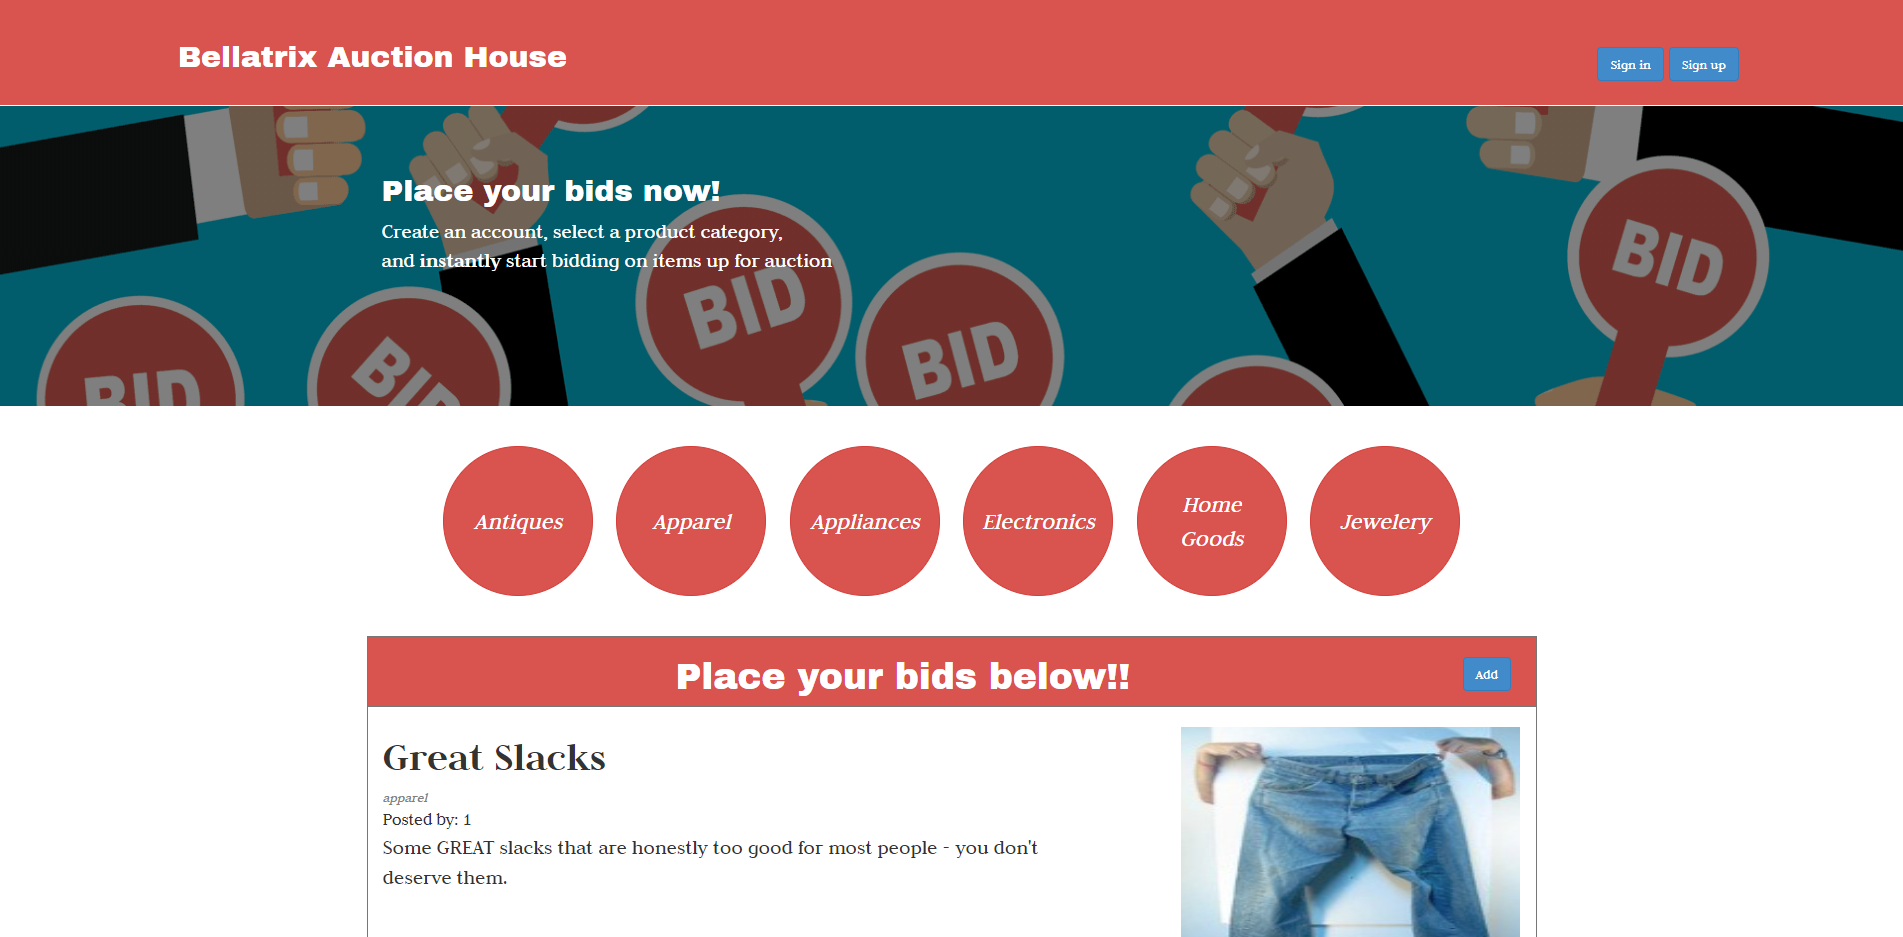 Bellatrix Auction House
Sign in Sign up
Place your bids now!
Create an account, select a product category,
and instantly start bidding on items up for auction
BID
BID
BID
BID
BID
Antiques
Apparel
Appliances
Electronics
Home
Goods
Jewelery
Place your bids below!!
Add
Great Slacks
apparel
Posted by: 1
Some GREAT slacks that are honestly too good for most people - you don't
deserve them.